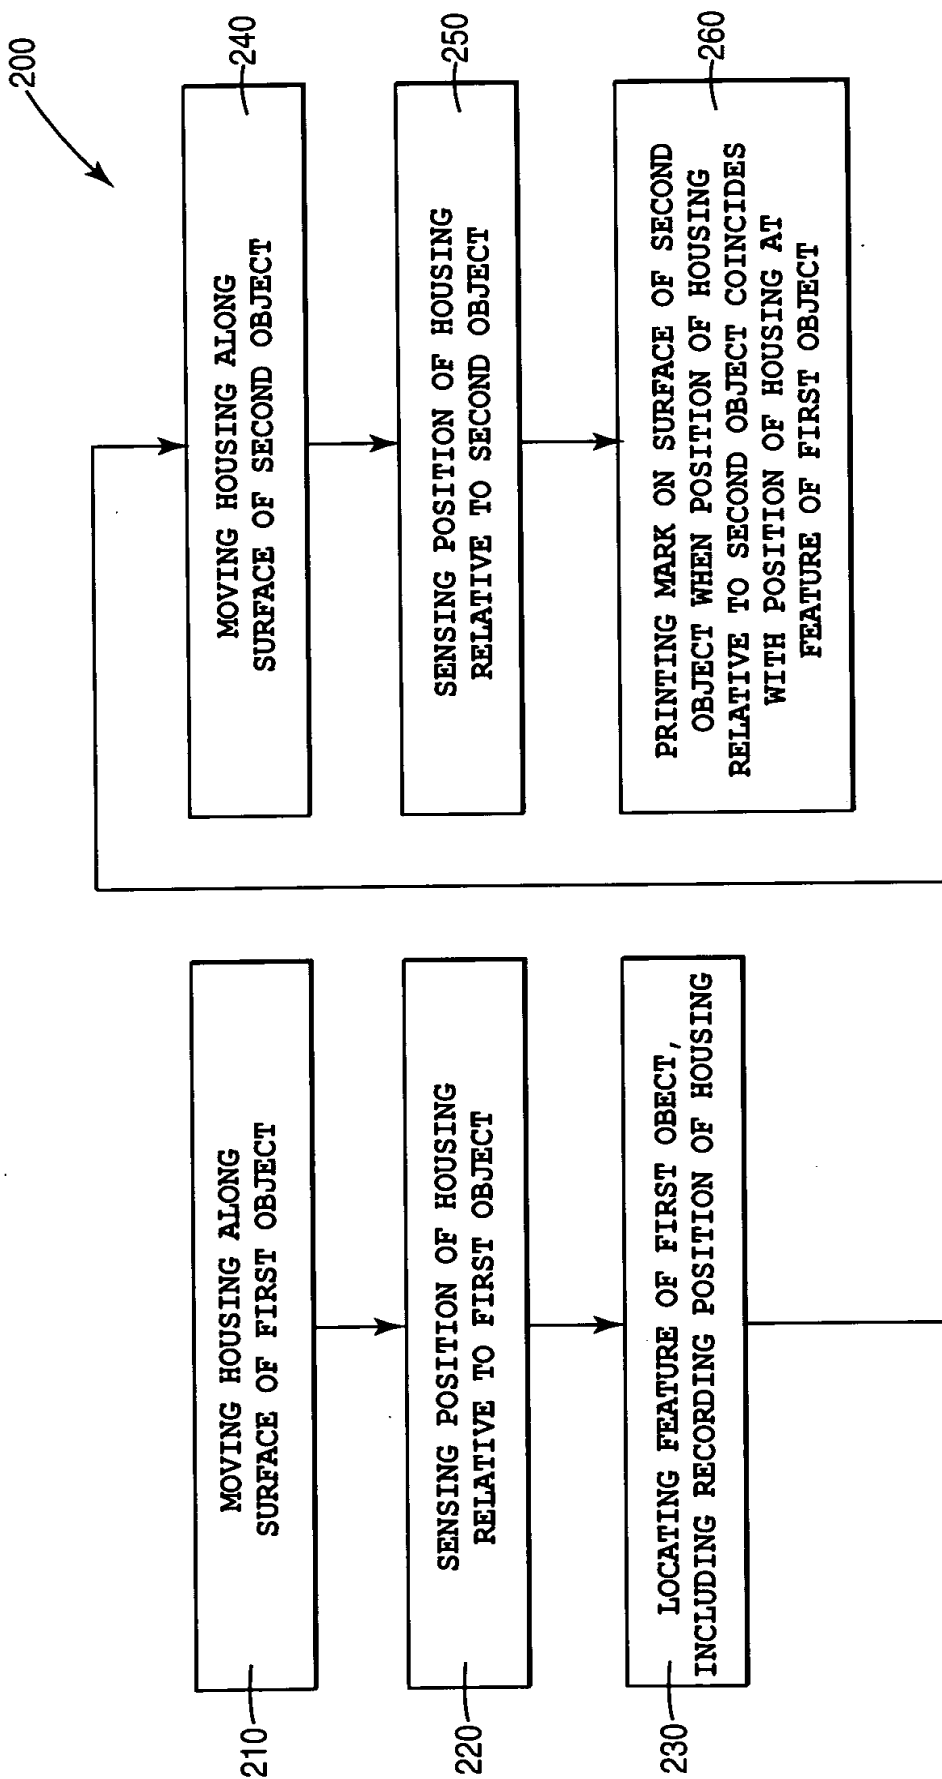 200
210
MOVING HOUSING ALONG
SURFACE OF FIRST OBJECT
220
SENSING POSITION OF HOUSING
RELATIVE TO FIRST OBJECT
230
LOCATING FEATURE OF FIRST OBECT,
INCLUDING RECORDING POSITION OF HOUSING
240
MOVING HOUSING ALONG
SURFACE OF SECOND OBJECT
250
SENSING POSITION OF HOUSING
RELATIVE TO SECOND OBJECT
260
PRINTING MARK ON SURFACE OF SECOND
OBJECT WHEN POSITION OF HOUSING
RELATIVE TO SECOND OBJECT COINCIDES
WITH POSITION OF HOUSING AT
FEATURE OF FIRST OBJECT